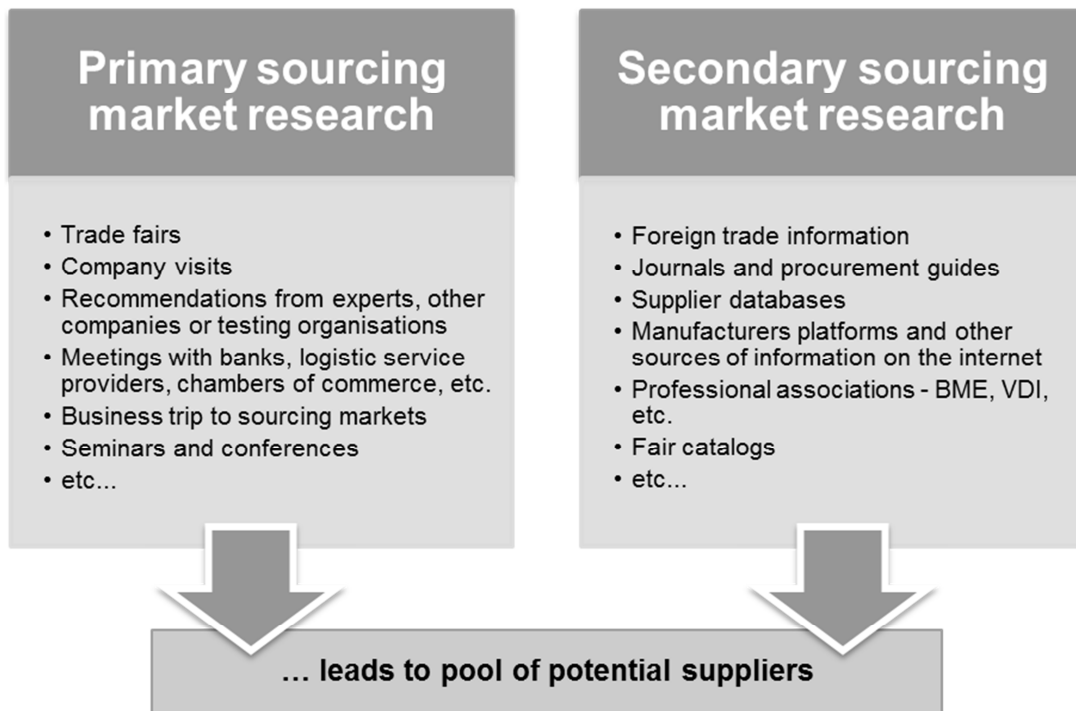 Primary sourcing
market research
• Trade fairs
• Company visits
• Recommendations from experts, other
companies or testing organisations
• Meetings with banks, logistic service
providers, chambers of commerce, etc.
• Business trip to sourcing markets
• Seminars and conferences
• etc...
Secondary sourcing
market research
• Foreign trade information
• Journals and procurement guides
• Supplier databases
• Manufacturers platforms and other
sources of information on the internet
• Professional associations - BME, VDI,
etc.
• Fair catalogs
• etc...
... leads to pool of potential suppliers